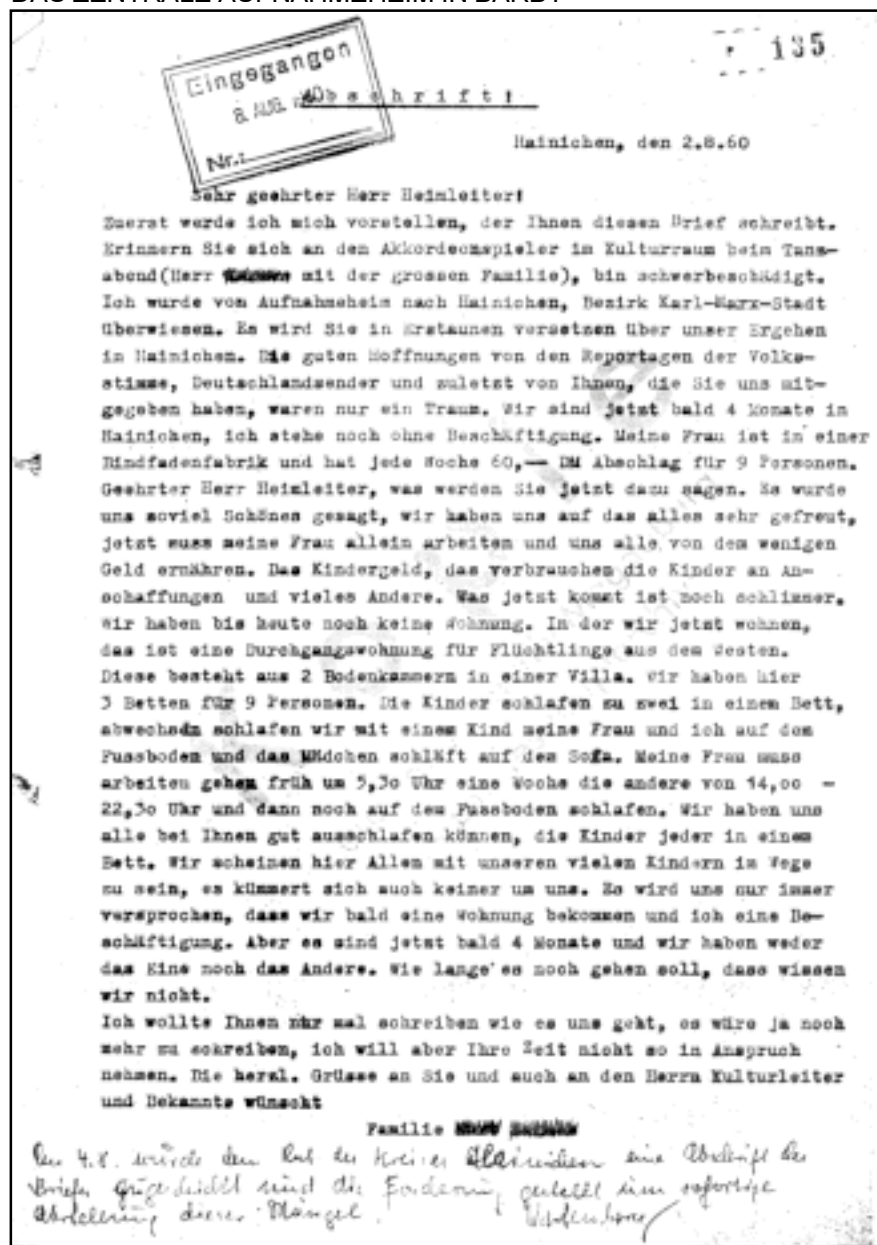 DAS ZENTRALE AUFNAHMEHEIM IN BARBY
135
Eingegangen
8. AUG. 1960
Nr.:
Abschrift!
Hainichen, den 2.8.60
Sehr geehrter Herr Heimleiter!
Zuerst werde ich mich vorstellen, der Ihnen diesen Brief schreibt.
Erinnern Sie sich an den Akkordeonspieler im Kulturraum beim Tanz-
abend(Herr mit der grossen Familie), bin schwerbeschädigt.
Ich wurde vom Aufnahmeheim nach Hainichen, Bezirk Karl-Marx-Stadt
überwiesen. Es wird Sie in Erstaunen versetzen über unser Ergehen
in Hainichen. Die guten Hoffnungen von den Reportagen der Volks-
stimme, Deutschlandsender und zuletzt von Ihnen, die Sie uns mit-
gegeben haben, waren nur ein Traum. Wir sind jetzt bald 4 Monate in
Hainichen, ich stehe noch ohne Beschäftigung. Meine Frau ist in einer
Bindfadenfabrik und hat jede Woche 60,— DM Abschlag für 9 Personen.
Geehrter Herr Heimleiter, was werden Sie jetzt dazu sagen. Es wurde
uns soviel Schönes gesagt, wir haben uns auf das alles sehr gefreut,
jetzt muss meine Frau allein arbeiten und uns alle von dem wenigen
Geld ernähren. Das Kindergeld, das verbrauchen die Kinder an An-
schaffungen und vieles Andere. Was jetzt kommt ist noch schlimmer.
wir haben bis heute noch keine Wohnung. In der wir jetzt wohnen,
das ist eine Durchgangswohnung für Flüchtlinge aus dem Westen.
Diese besteht aus 2 Bodenkammern in einer Villa. Wir haben hier
3 Betten für 9 Personen. Die Kinder schlafen zu zwei in einem Bett,
abwechseln schlafen wir mit einem Kind meine Frau und ich auf dem
Fussboden und das Mädchen schläft auf dem Sofa. Meine Frau muss
arbeiten gehen früh um 5,30 Uhr eine Woche die andere von 14,00 -
22,30 Uhr und dann noch auf dem Fussboden schlafen. Wir haben uns
alle bei Ihnen gut ausschlafen können, die Kinder jeder in einem
Bett. Wir scheinen hier Allen mit unseren vielen Kindern im Wege
zu sein, es kümmert sich auch keiner um uns. Es wird uns nur immer
versprochen, dass wir bald eine Wohnung bekommen und ich eine Be-
schäftigung. Aber es sind jetzt bald 4 Monate und wir haben weder
das Eine noch das Andere. Wie lange es noch gehen soll, dass wissen
wir nicht.
Ich wollte Ihnen nur mal schreiben wie es uns geht, es wäre ja noch
mehr zu schreiben, ich will aber Ihre Zeit nicht so in Anspruch
nehmen. Die herzl. Grüsse an Sie und auch an den Herrn Kulturleiter
und Bekannte wünscht
Familie
Am 4.8. wurde dem Rat des Kreises Hainichen eine Abschrift des
Briefes zugeschickt und die Forderung gestellt um sofortige
Abstellung dieser Mängel.